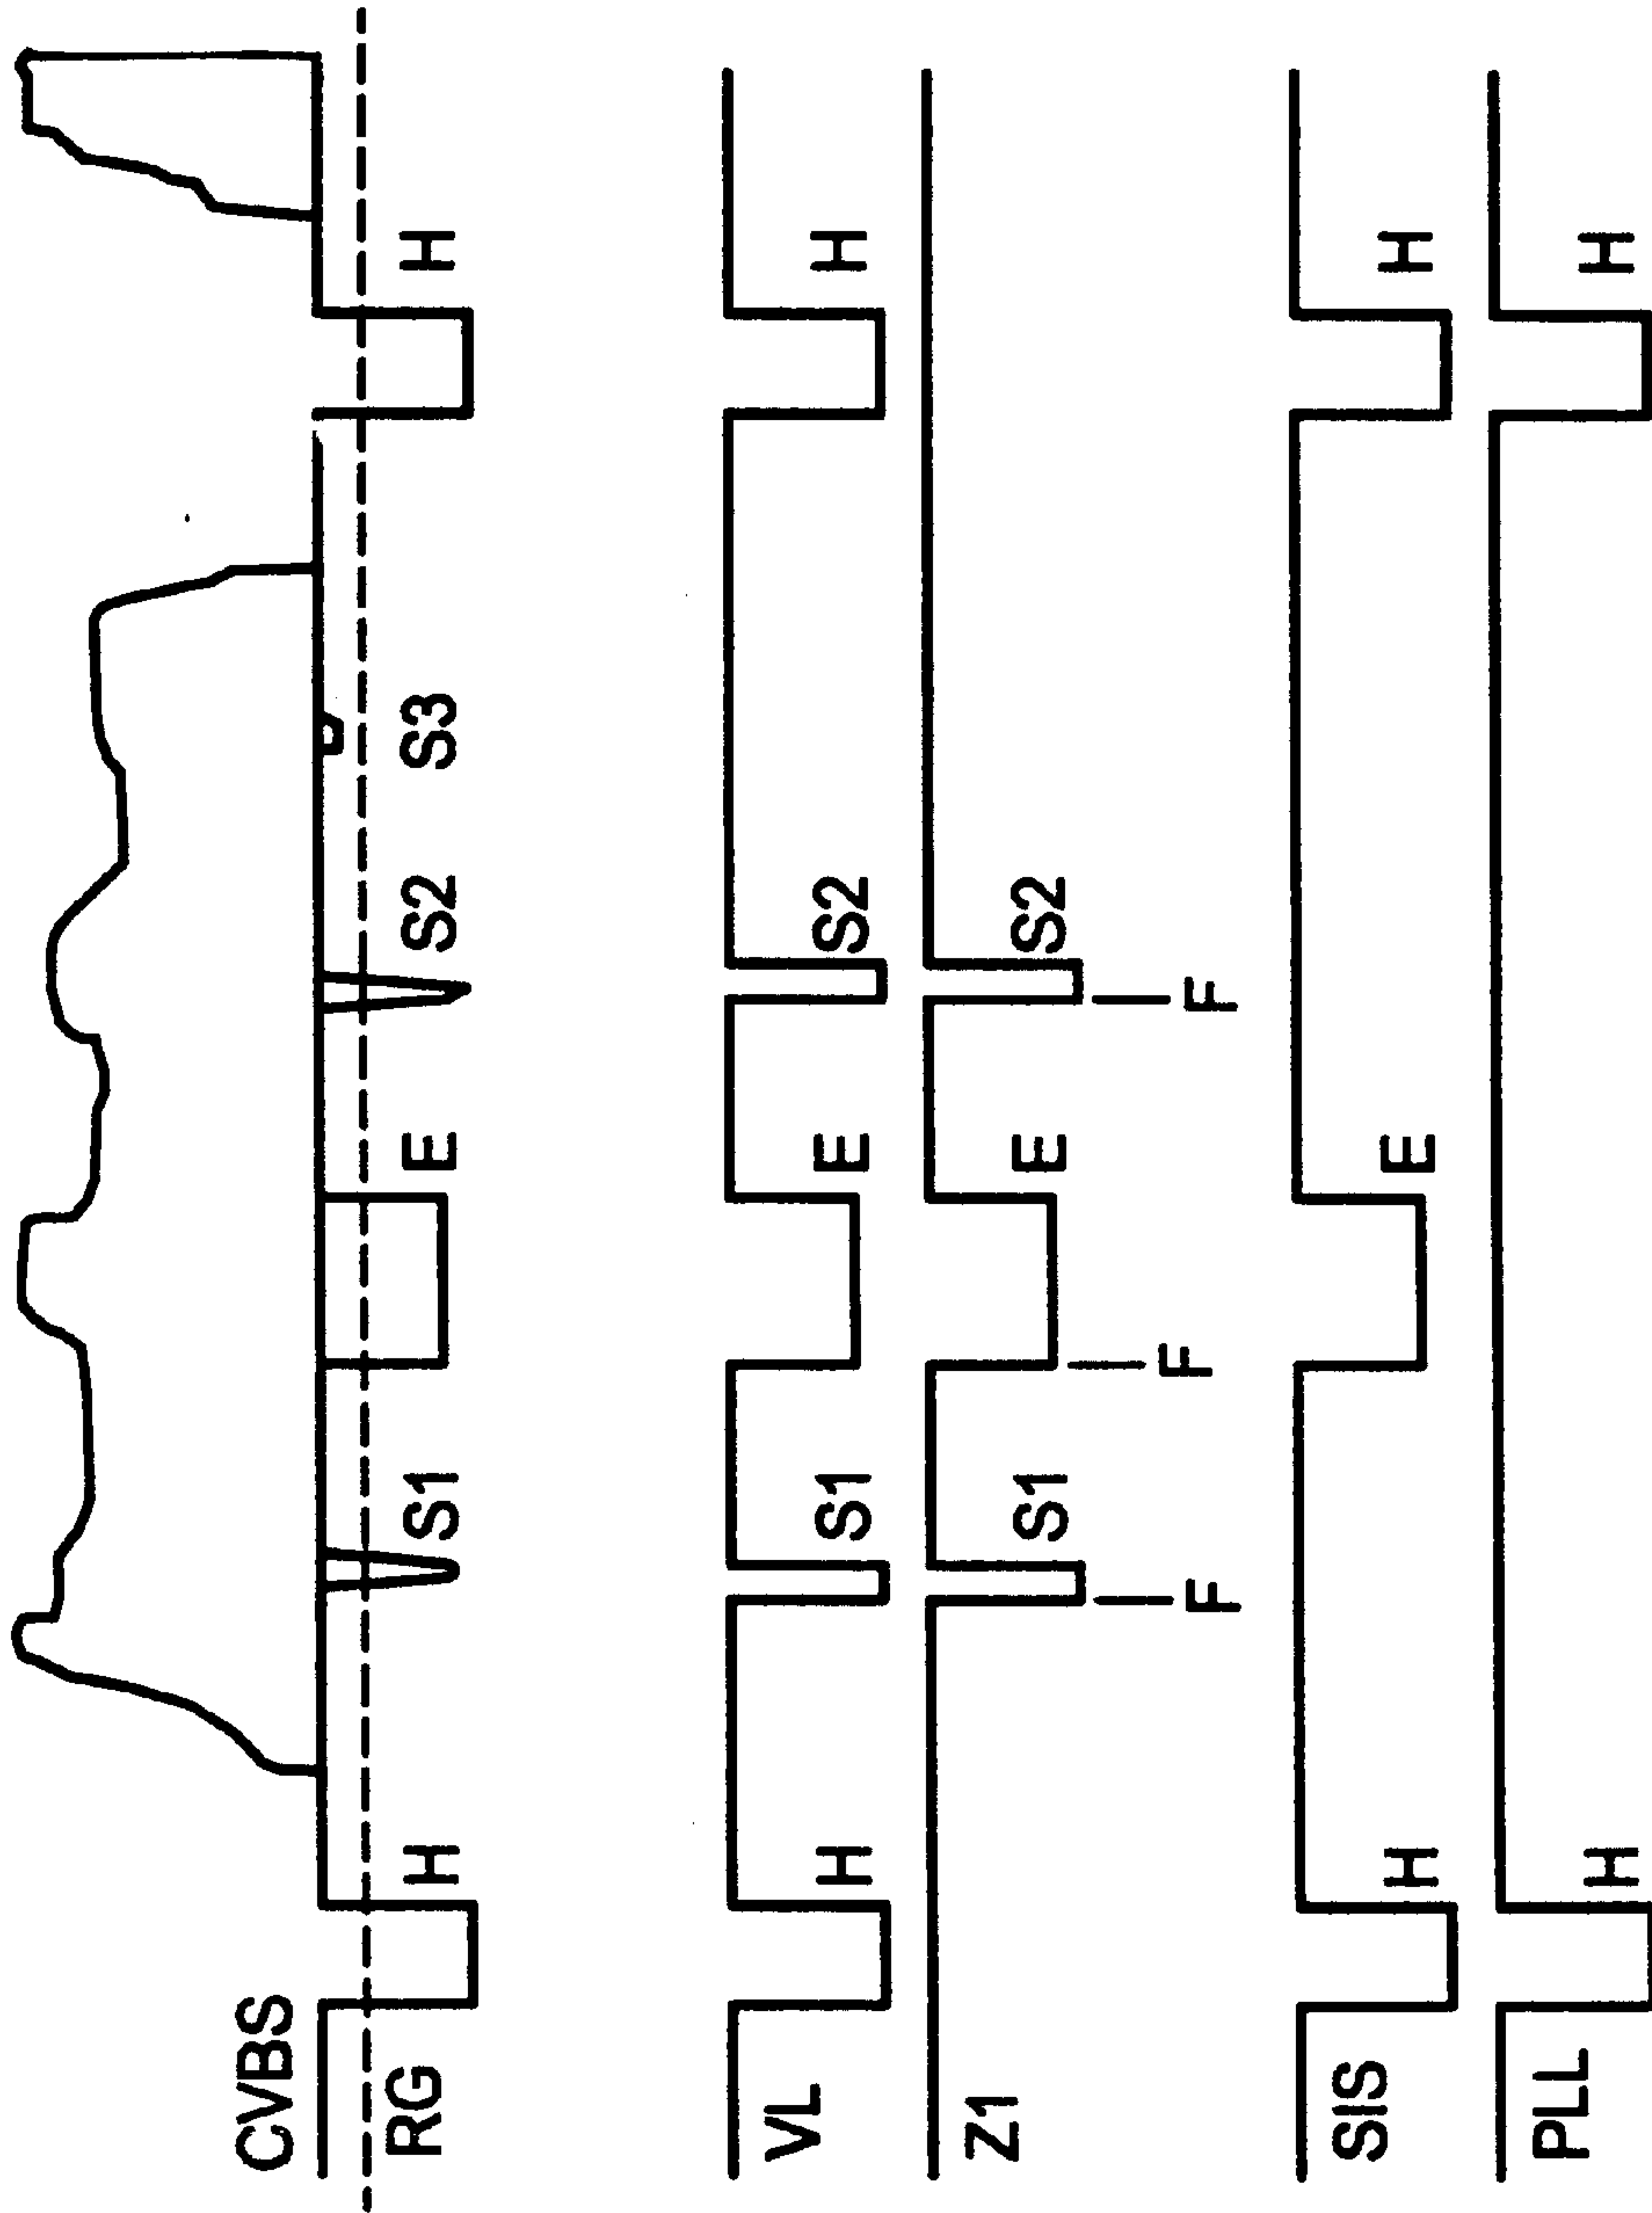 CVBS
RG
H S1 E S2 S3 H
VL
H S1 E S2 H
Z1
S1 E S2
F F F
SIS
H E H
PLL
H H